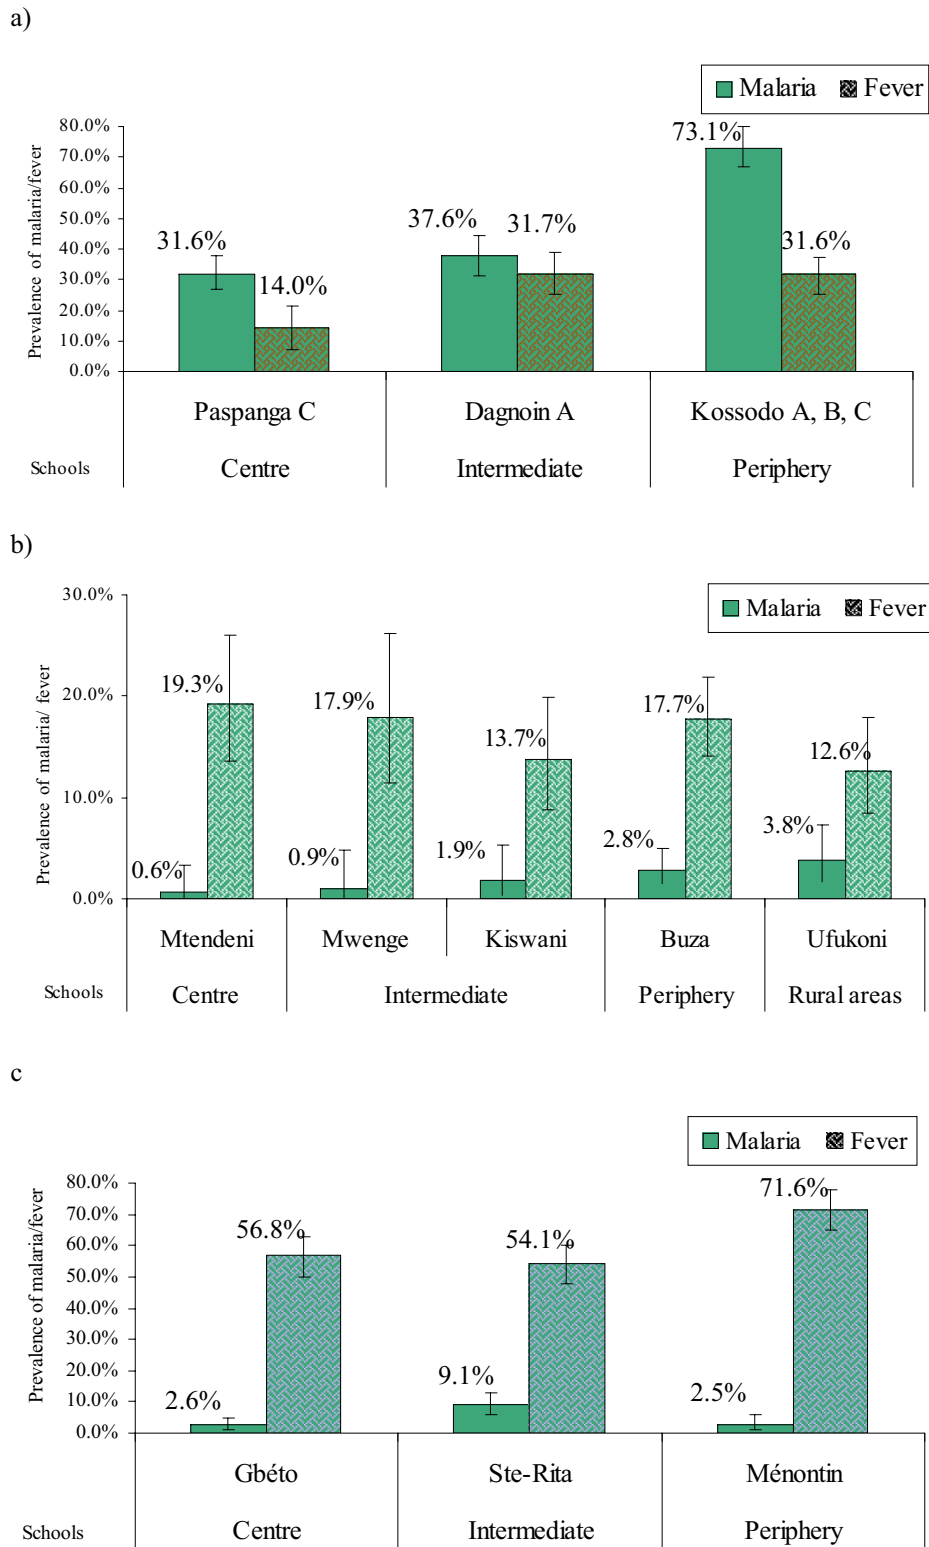 a)
Malaria Fever
Prevalence of malaria/fever
80.0%
70.0%
60.0%
50.0%
40.0%
30.0%
20.0%
10.0%
0.0%
31.6%
14.0%
37.6%
31.7%
73.1%
31.6%
Paspanga C Dagnoin A Kossodo A, B, C
Schools Centre Intermediate Periphery
b)
Malaria Fever
Prevalence of malaria/ fever
30.0%
20.0%
10.0%
0.0%
0.6%
19.3%
0.9%
17.9%
1.9%
13.7%
2.8%
17.7%
3.8%
12.6%
Mtendeni Mwenge Kiswani Buza Ufukoni
Schools Centre Intermediate Periphery Rural areas
c
Malaria Fever
Prevalence of malaria/fever
80.0%
70.0%
60.0%
50.0%
40.0%
30.0%
20.0%
10.0%
0.0%
2.6%
56.8%
9.1%
54.1%
2.5%
71.6%
Gbéto Ste-Rita Ménontin
Schools Centre Intermediate Periphery